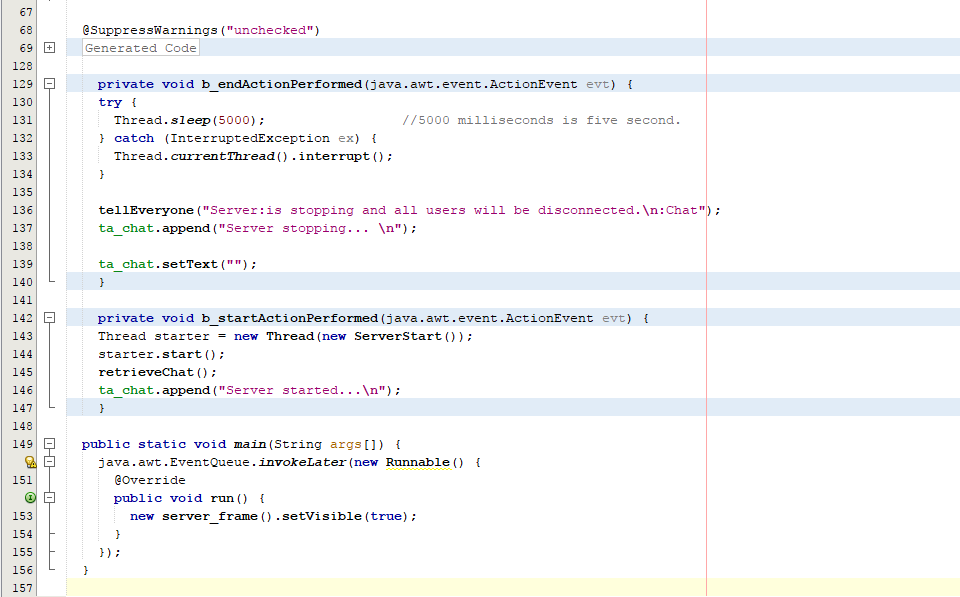 67
68 @SuppressWarnings("unchecked")
69 Generated Code
128
129 private void b_endActionPerformed(java.awt.event.ActionEvent evt) {
130 try {
131 Thread.sleep(5000); //5000 milliseconds is five second.
132 } catch (InterruptedException ex) {
133 Thread.currentThread().interrupt();
134 }
135
136 tellEveryone("Server:is stopping and all users will be disconnected.\n:Chat");
137 ta_chat.append("Server stopping... \n");
138
139 ta_chat.setText("");
140 }
141
142 private void b_startActionPerformed(java.awt.event.ActionEvent evt) {
143 Thread starter = new Thread(new ServerStart());
144 starter.start();
145 retrieveChat();
146 ta_chat.append("Server started...\n");
147 }
148
149 public static void main(String args[]) {
java.awt.EventQueue.invokeLater(new Runnable() {
151 @Override
public void run() {
153 new server_frame().setVisible(true);
154 }
155 });
156 }
157